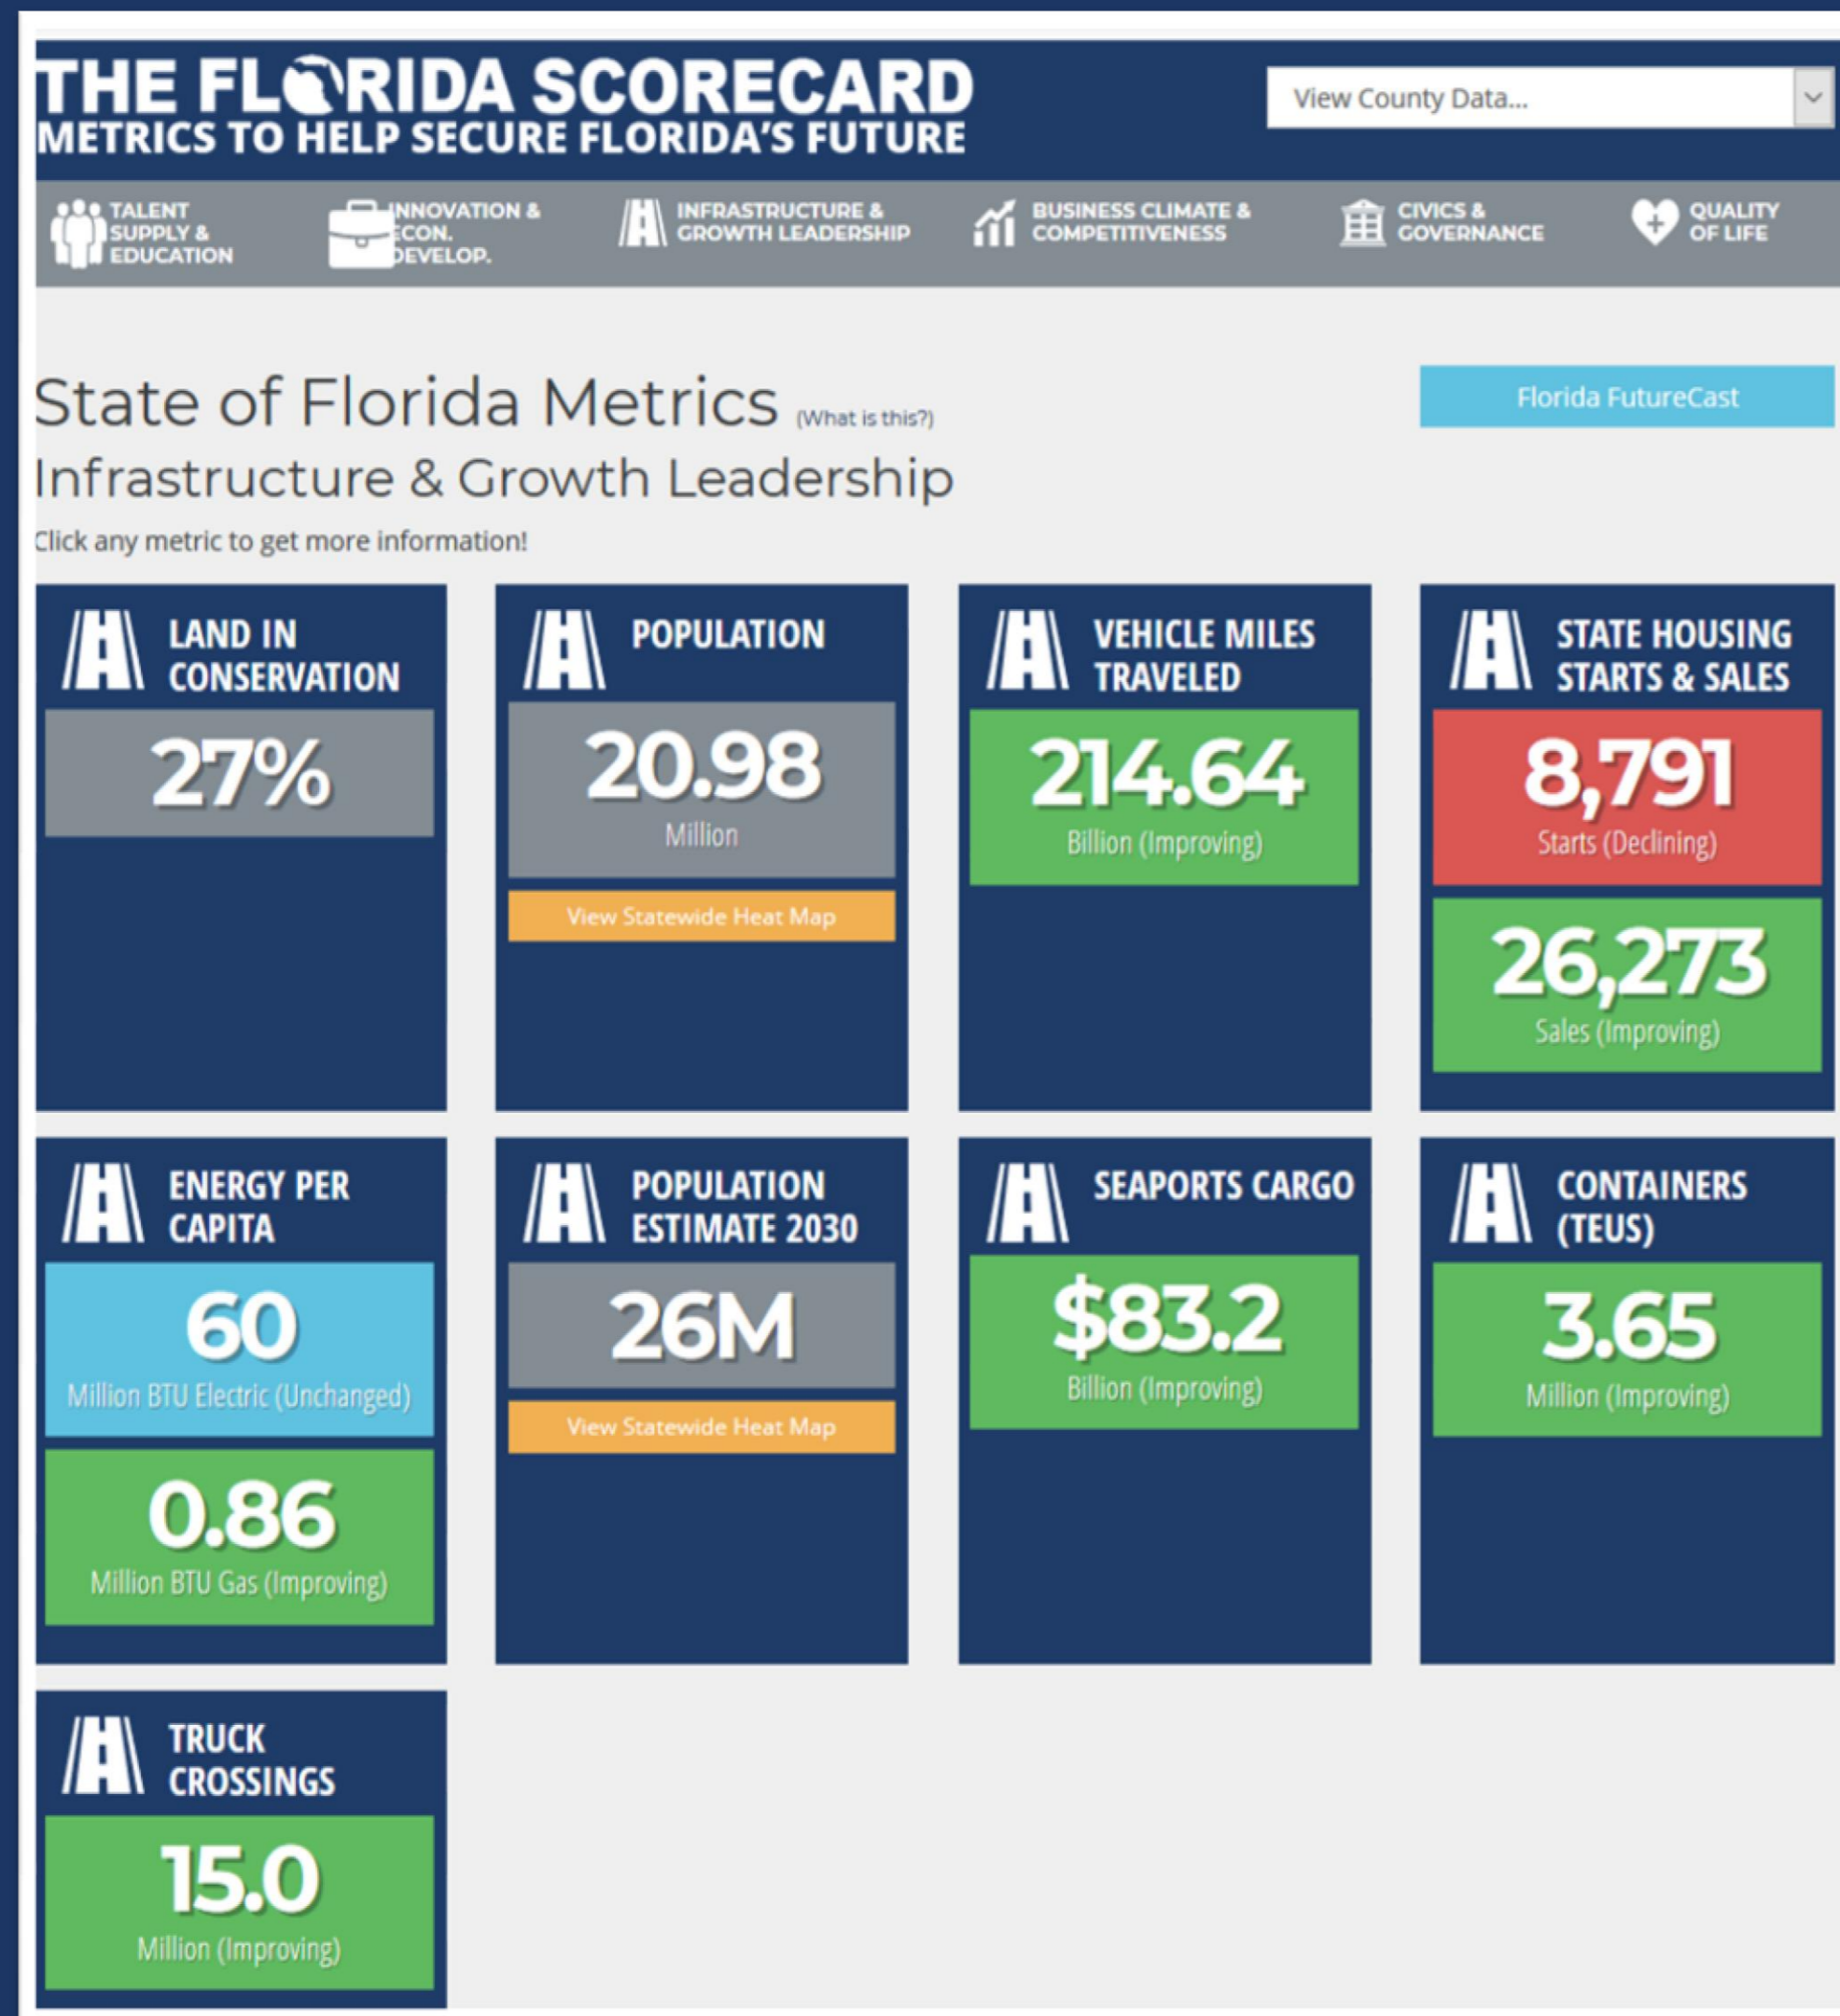 THE FLORIDA SCORECARD
METRICS TO HELP SECURE FLORIDA'S FUTURE
View County Data...
TALENT
SUPPLY &
EDUCATION
INNOVATION &
ECON.
DEVELOP.
INFRASTRUCTURE &
GROWTH LEADERSHIP
BUSINESS CLIMATE &
COMPETITIVENESS
CIVICS &
GOVERNANCE
QUALITY
OF LIFE
State of Florida Metrics (What is this?)
Florida FutureCast
Infrastructure & Growth Leadership
Click any metric to get more information!
LAND IN
CONSERVATION
27%
POPULATION
20.98
Million
View Statewide Heat Map
VEHICLE MILES
TRAVELED
214.64
Billion (Improving)
STATE HOUSING
STARTS & SALES
8,791
Starts (Declining)
26,273
Sales (Improving)
ENERGY PER
CAPITA
60
Million BTU Electric (Unchanged)
0.86
Million BTU Gas (Improving)
POPULATION
ESTIMATE 2030
26M
View Statewide Heat Map
SEAPORTS CARGO
$83.2
Billion (Improving)
CONTAINERS
(TEUS)
3.65
Million (Improving)
TRUCK
CROSSINGS
15.0
Million (Improving)